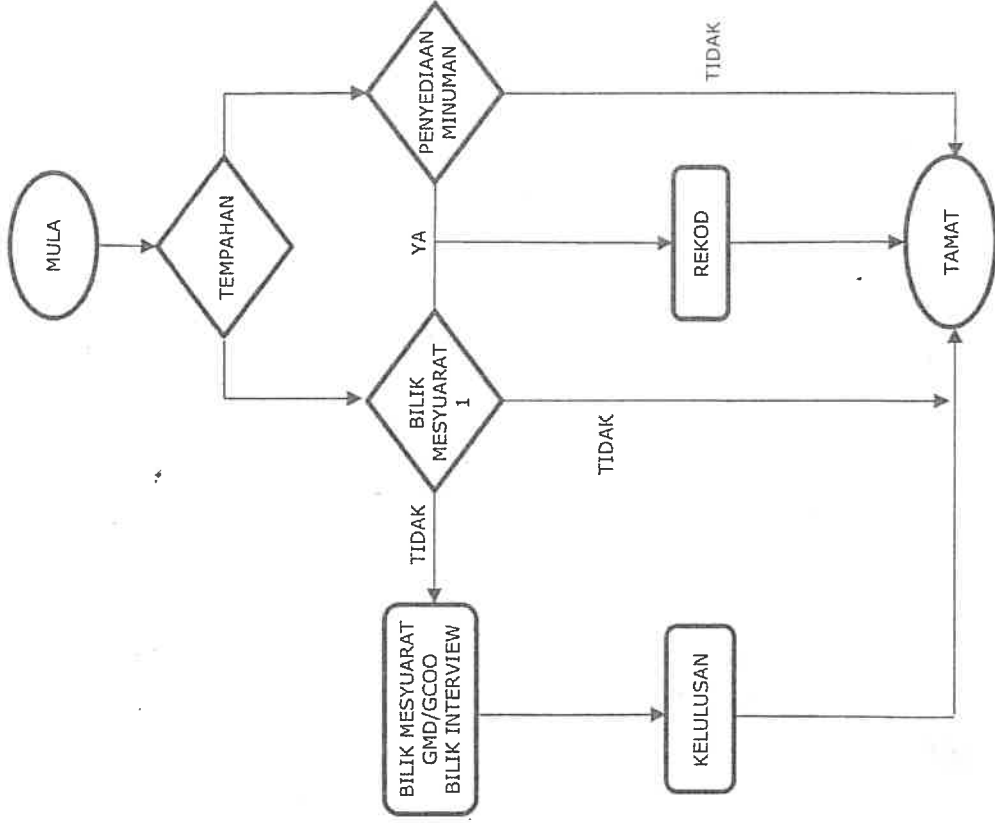 MULA
TEMPAHAN
BILIK
MESYUARAT
1
YA
PENYEDIAAN
MINUMAN
TIDAK
BILIK MESYUARAT
GMD/GCOO
BILIK INTERVIEW
TIDAK
TIDAK
REKOD
KELULUSAN
TAMAT